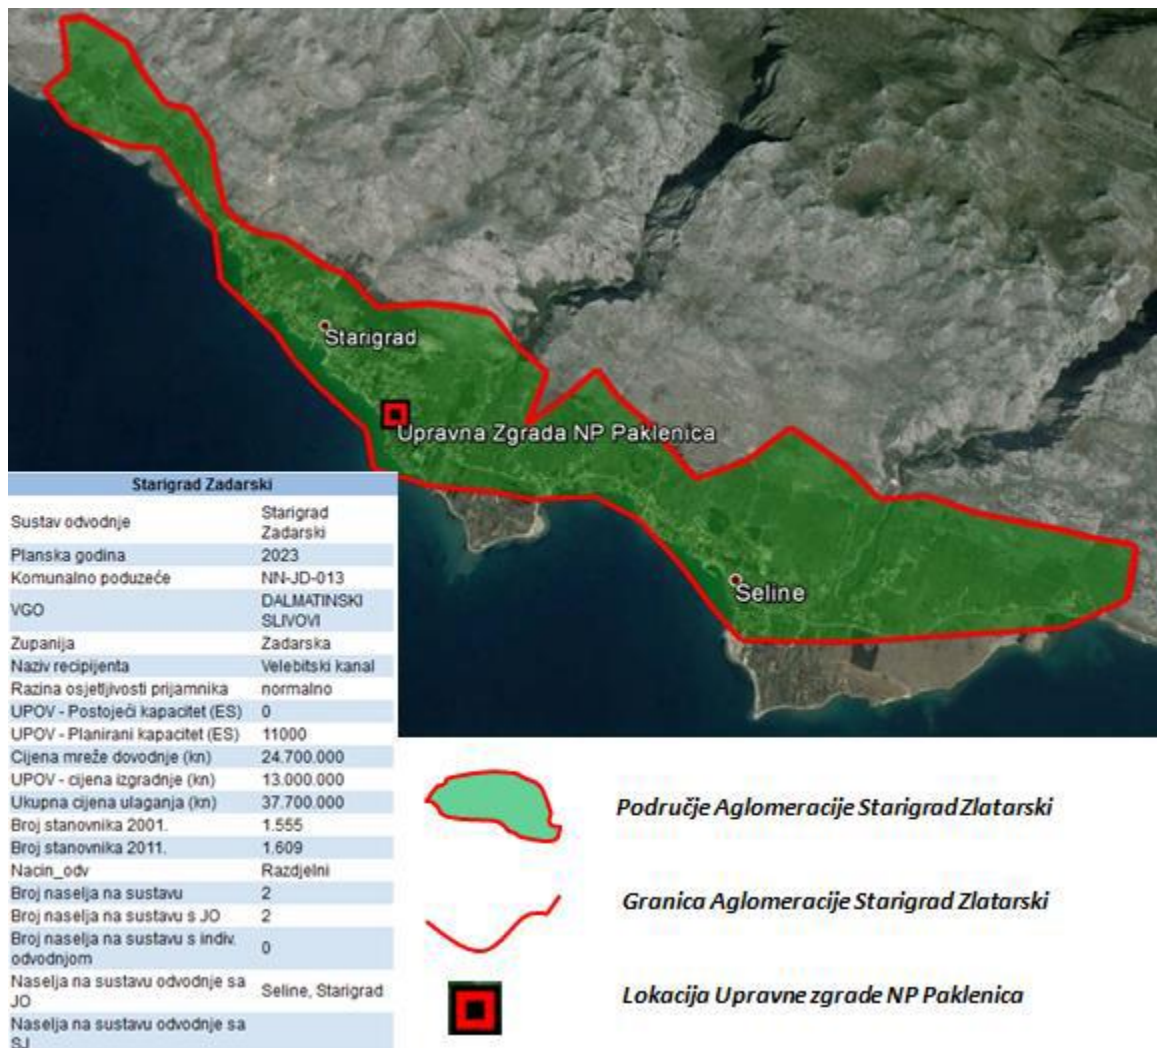 Starigrad
Upravna Zgrada NP Paklenica
Seline
Starigrad Zadarski
Sustav odvodnje Starigrad
Zadarski
Planska godina 2023
Komunalno poduzeće NN-JD-013
VGO DALMATINSKI
SLIVOVI
Zupanija Zadarska
Naziv recipijenta Velebitski kanal
Razina osjetljivosti prijamnika normalno
UPOV - Postojeći kapacitet (ES) 0
UPOV - Planirani kapacitet (ES) 11000
Cijena mreže dovodnje (kn) 24.700.000
UPOV - cijena izgradnje (kn) 13.000.000
Ukupna cijena ulaganja (kn) 37.700.000
Broj stanovnika 2001. 1.555
Broj stanovnika 2011. 1.609
Nacin_odv Razdjelni
Broj naselja na sustavu 2
Broj naselja na sustavu s JO 2
Broj naselja na sustavu s indiv.
odvodnjom 0
Naselja na sustavu odvodnje sa
JO Seline, Starigrad
Naselja na sustavu odvodnje sa
SJ
Područje Aglomeracije Starigrad Zlatarski
Granica Aglomeracije Starigrad Zlatarski
Lokacija Upravne zgrade NP Paklenica